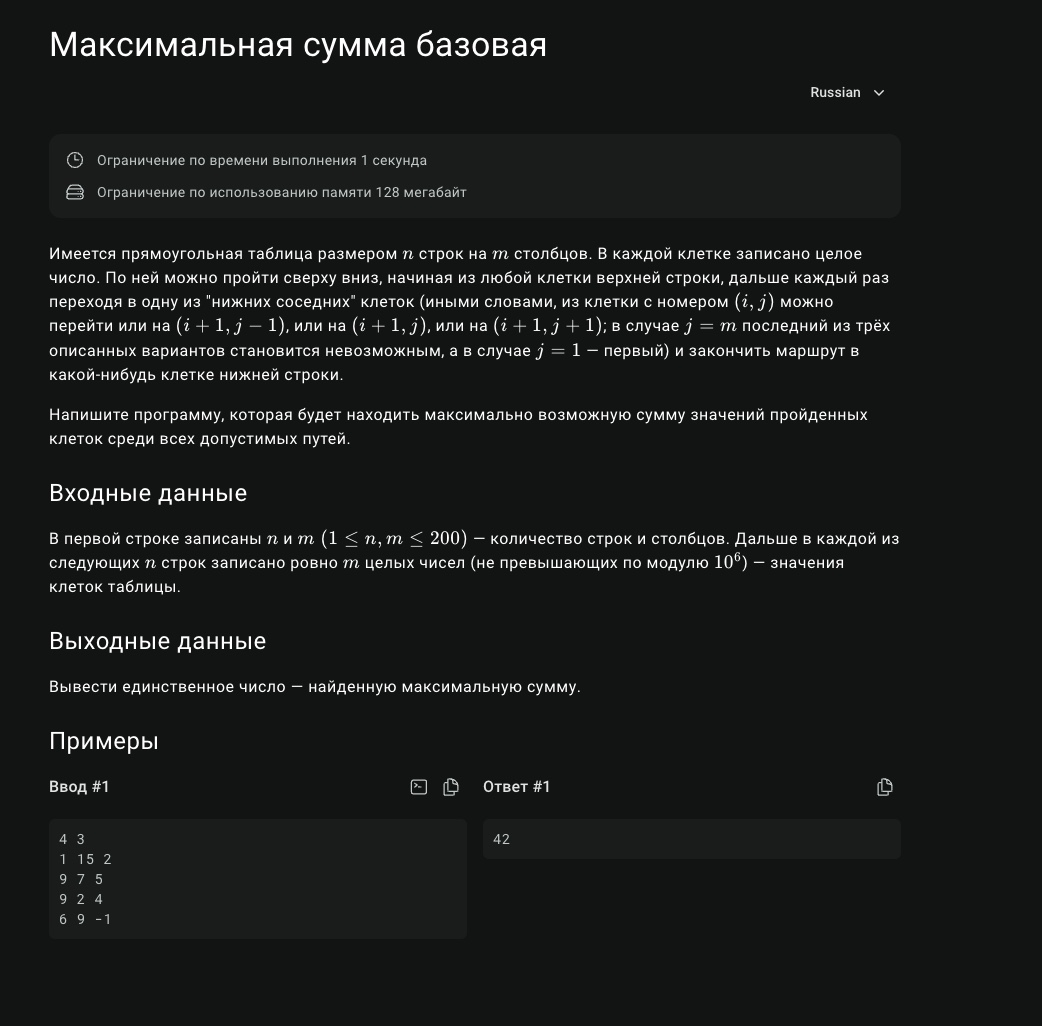 Максимальная сумма базовая
Russian
Ограничение по времени выполнения 1 секунда
Ограничение по использованию памяти 128 мегабайт
Имеется прямоугольная таблица размером n строк на m столбцов. В каждой клетке записано целое
число. По ней можно пройти сверху вниз, начиная из любой клетки верхней строки, дальше каждый раз
переходя в одну из "нижних соседних" клеток (иными словами, из клетки с номером (i, j) можно
перейти или на (i + 1, j − 1), или на (i + 1, j), или на (i + 1, j + 1); в случае j = m последний из трёх
описанных вариантов становится невозможным, а в случае j = 1 — первый) и закончить маршрут в
какой-нибудь клетке нижней строки.
Напишите программу, которая будет находить максимально возможную сумму значений пройденных
клеток среди всех допустимых путей.
Входные данные
В первой строке записаны n и m (1 ≤ n, m ≤ 200) — количество строк и столбцов. Дальше в каждой из
следующих n строк записано ровно m целых чисел (не превышающих по модулю 10⁶) — значения
клеток таблицы.
Выходные данные
Вывести единственное число — найденную максимальную сумму.
Примеры
Ввод #1
Ответ #1
4 3
1 15 2
9 7 5
9 2 4
6 9 -1
42